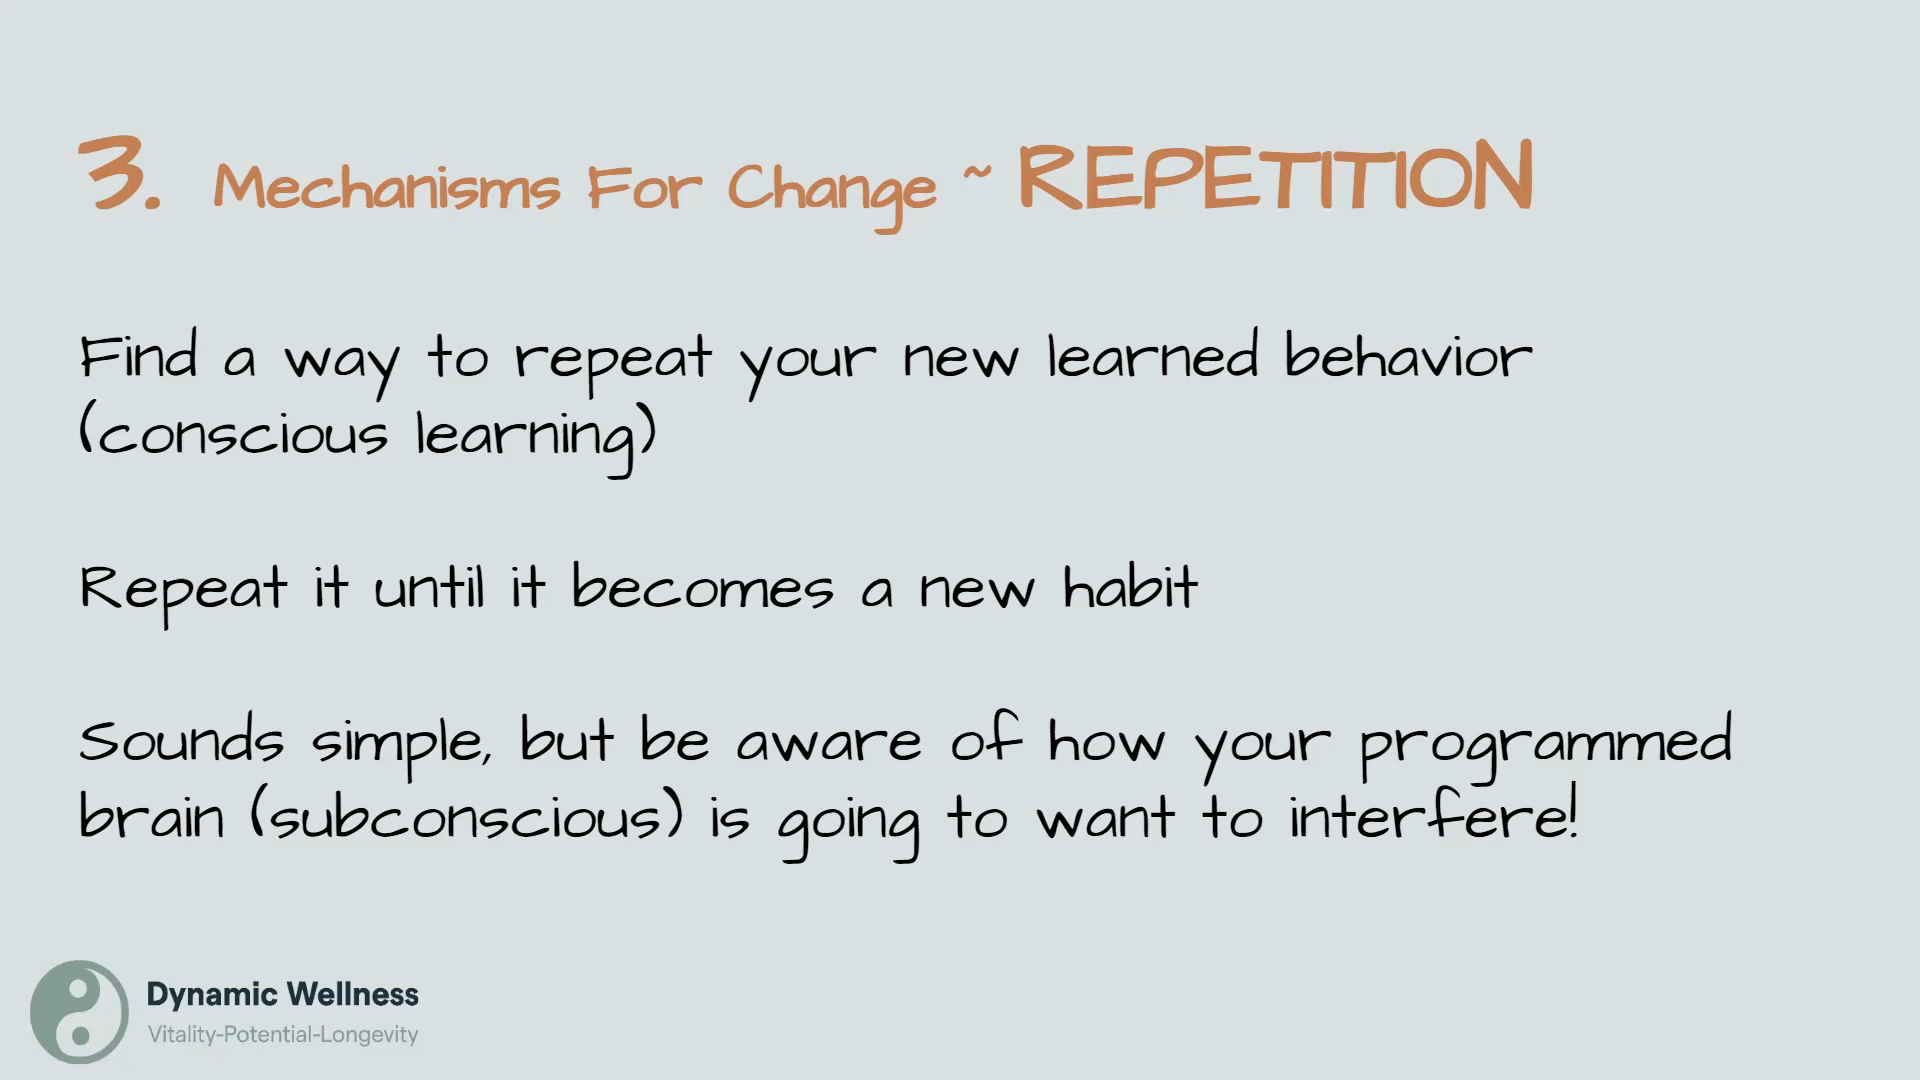 3. Mechanisms For Change ~ REPETITION
Find a way to repeat your new learned behavior
(conscious learning)
Repeat it until it becomes a new habit
Sounds simple, but be aware of how your programmed
brain (subconscious) is going to want to interfere!
Dynamic Wellness
Vitality-Potential-Longevity